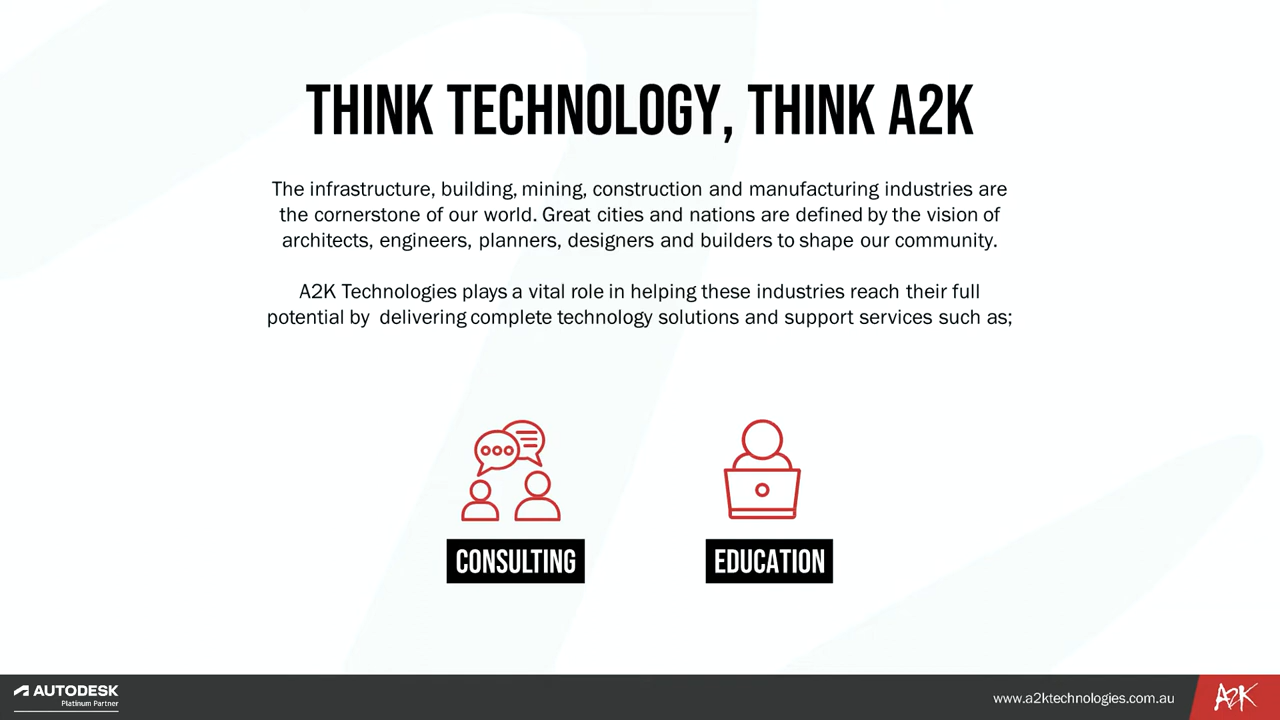 THINK TECHNOLOGY, THINK A2K
The infrastructure, building, mining, construction and manufacturing industries are
the cornerstone of our world. Great cities and nations are defined by the vision of
architects, engineers, planners, designers and builders to shape our community.
A2K Technologies plays a vital role in helping these industries reach their full
potential by delivering complete technology solutions and support services such as;
CONSULTING
EDUCATION
AUTODESK
Platinum Partner
www.a2ktechnologies.com.au
A2K